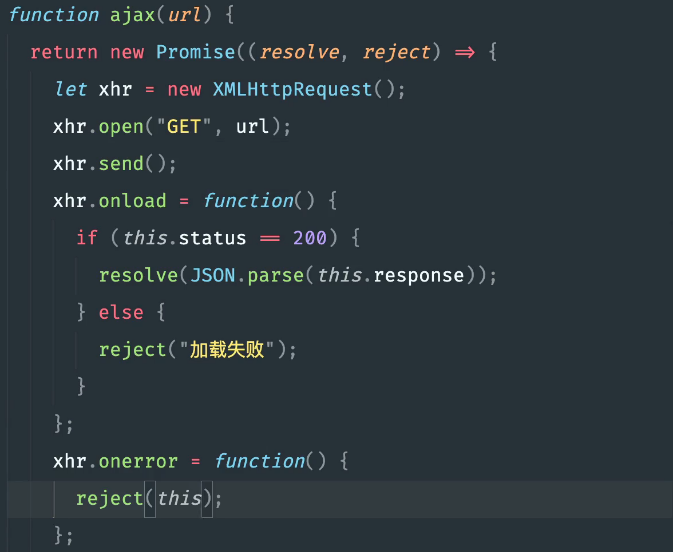 function ajax(url) {
  return new Promise((resolve, reject) => {
    let xhr = new XMLHttpRequest();
    xhr.open("GET", url);
    xhr.send();
    xhr.onload = function() {
      if (this.status == 200) {
        resolve(JSON.parse(this.response));
      } else {
        reject("加载失败");
      }
    };
    xhr.onerror = function() {
      reject(this);
    };